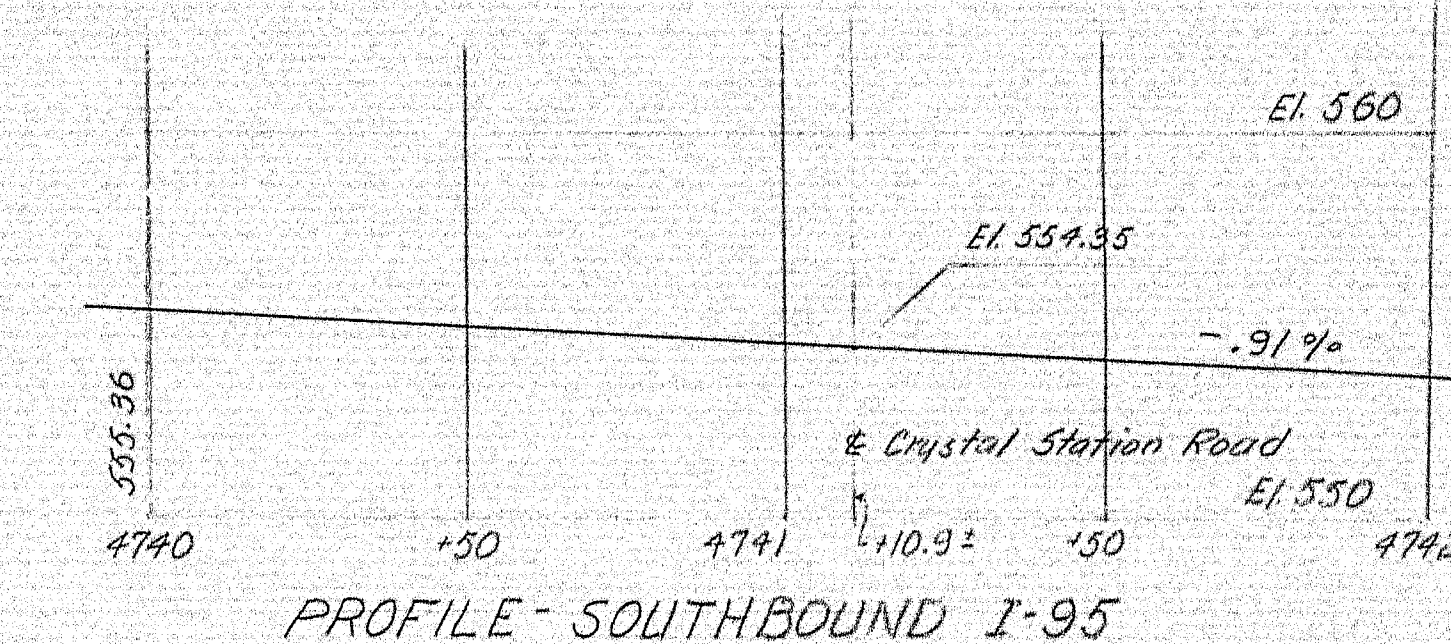 El. 560
El. 554.35
-.91 %
555.36
℄ Crystal Station Road
El. 550
4740 +50 4741 +10.9± +50
PROFILE - SOUTHBOUND I-95